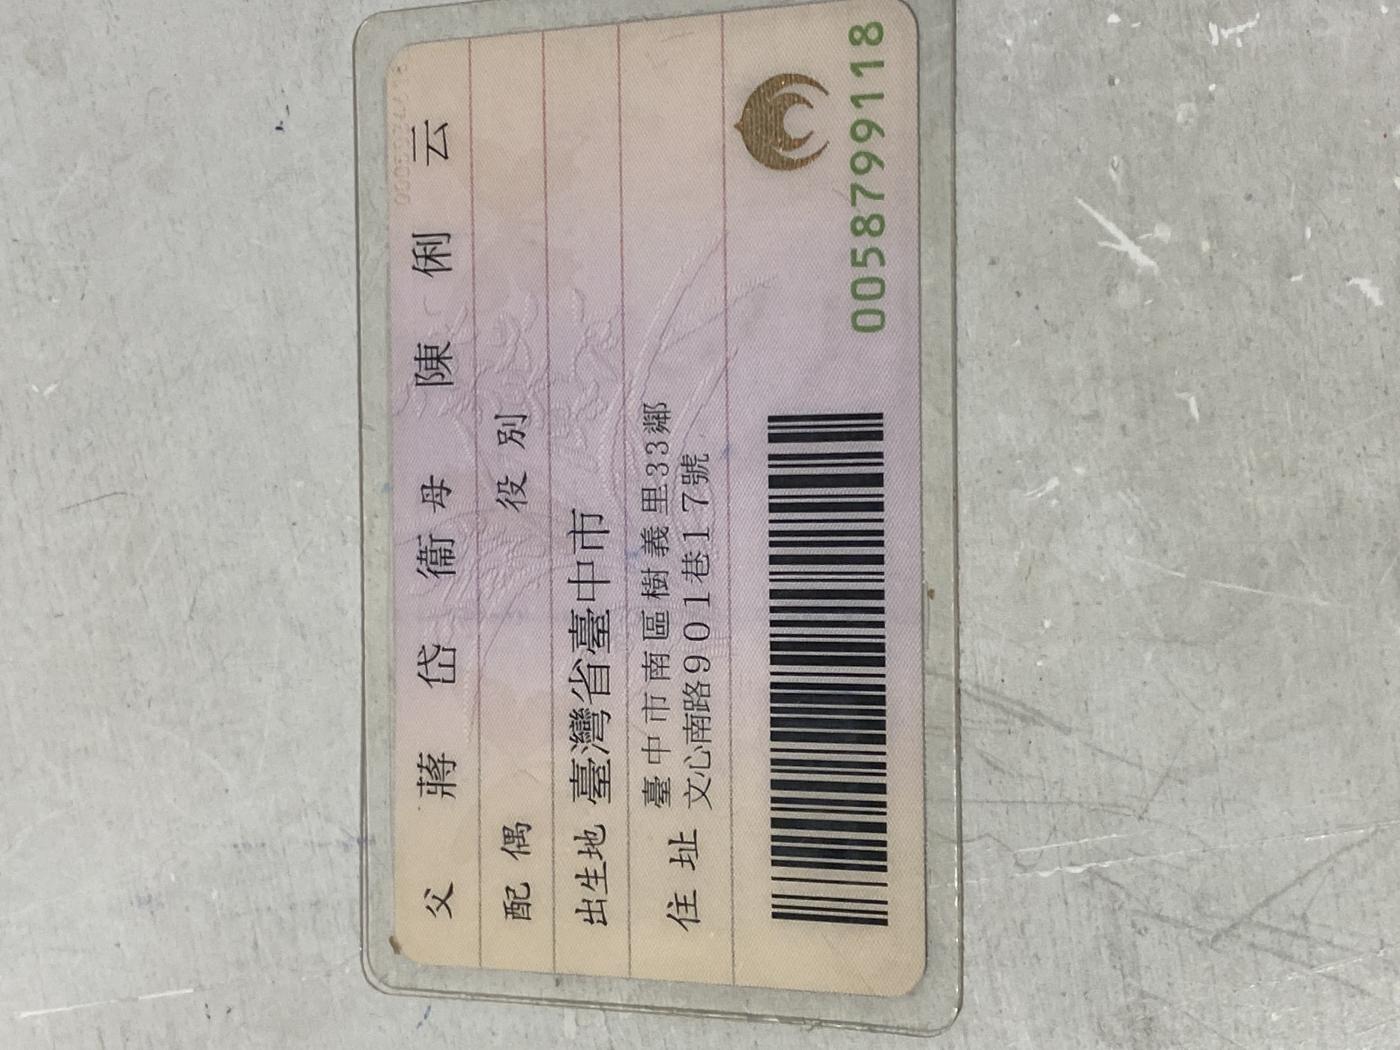 父 蔣岱衞 母 陳俐云
配偶 役別
出生地 臺灣省臺中市
住址 臺中市南區樹義里33鄰
文心南路901巷17號
0058799118